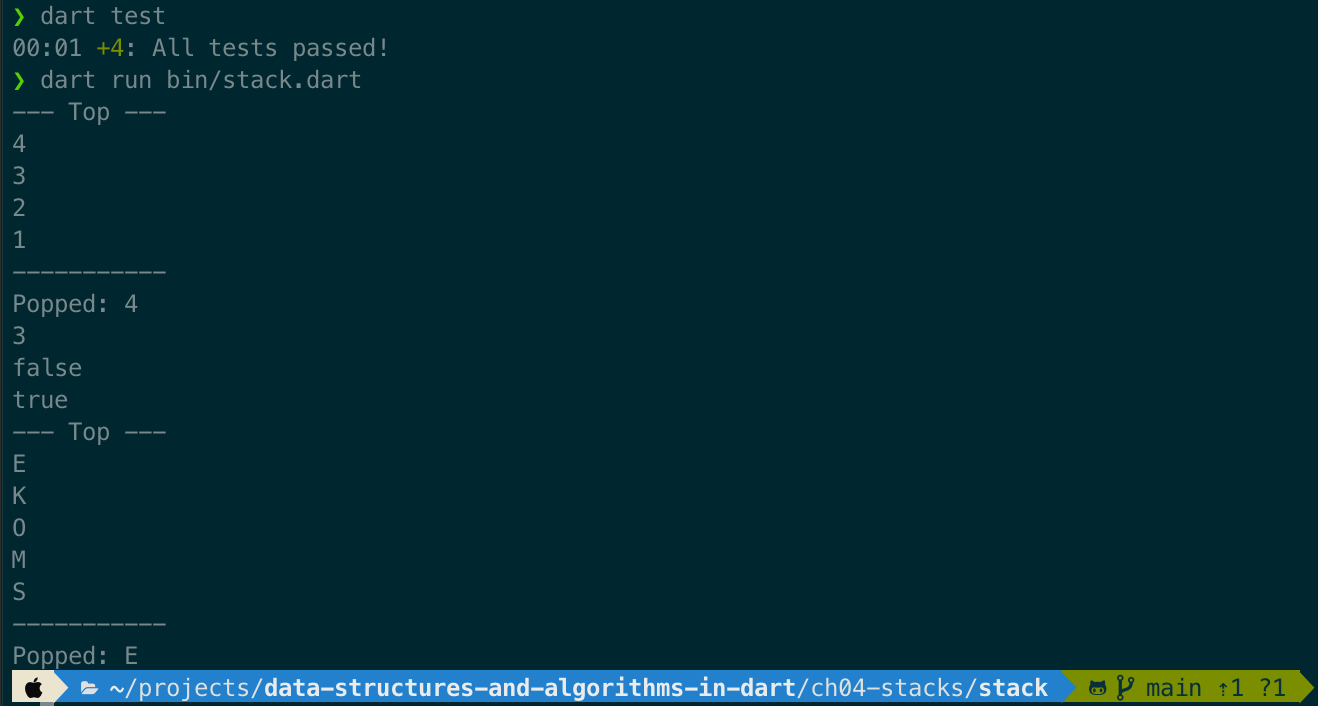 ❯ dart test
00:01 +4: All tests passed!
❯ dart run bin/stack.dart
--- Top ---
4
3
2
1
-----------
Popped: 4
3
false
true
--- Top ---
E
K
O
M
S
-----------
Popped: E
~/projects/data-structures-and-algorithms-in-dart/ch04-stacks/stack main ⇡1 ?1